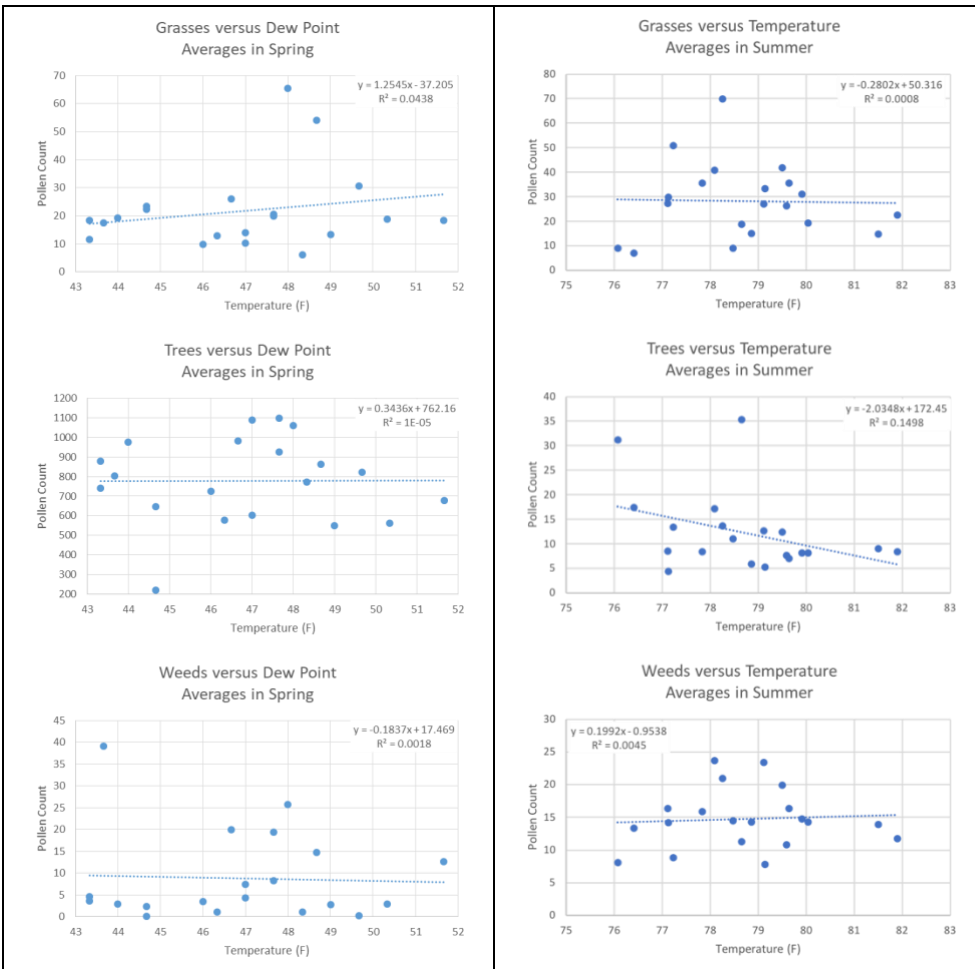 Grasses versus Dew Point
Averages in Spring
y = 1.2545x - 37.205
R² = 0.0438
Pollen Count
70
60
50
40
30
20
10
0
43 44 45 46 47 48 49 50 51 52
Temperature (F)
Grasses versus Temperature
Averages in Summer
y = -0.2802x + 50.316
R² = 0.0008
Pollen Count
80
70
60
50
40
30
20
10
0
75 76 77 78 79 80 81 82 83
Temperature (F)
Trees versus Dew Point
Averages in Spring
y = 0.3436x + 762.16
R² = 1E-05
Pollen Count
1200
1100
1000
900
800
700
600
500
400
300
200
43 44 45 46 47 48 49 50 51 52
Temperature (F)
Trees versus Temperature
Averages in Summer
y = -2.0348x + 172.45
R² = 0.1498
Pollen Count
40
35
30
25
20
15
10
5
0
75 76 77 78 79 80 81 82 83
Temperature (F)
Weeds versus Dew Point
Averages in Spring
y = -0.1837x + 17.469
R² = 0.0018
Pollen Count
45
40
35
30
25
20
15
10
5
0
43 44 45 46 47 48 49 50 51 52
Temperature (F)
Weeds versus Temperature
Averages in Summer
y = 0.1992x - 0.9538
R² = 0.0045
Pollen Count
30
25
20
15
10
5
0
75 76 77 78 79 80 81 82 83
Temperature (F)